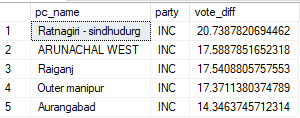 pc_name party vote_diff
1 Ratnagiri - sindhudurg INC 20.7387820694462
2 ARUNACHAL WEST INC 17.5887851652318
3 Raiganj INC 17.5408805757553
4 Outer manipur INC 17.3711380374789
5 Aurangabad INC 14.3463745712314